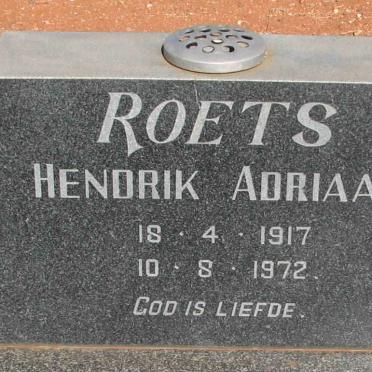 ROETS
HENDRIK ADRIAA
18 · 4 · 1917
10 · 8 · 1972.
GOD IS LIEFDE.